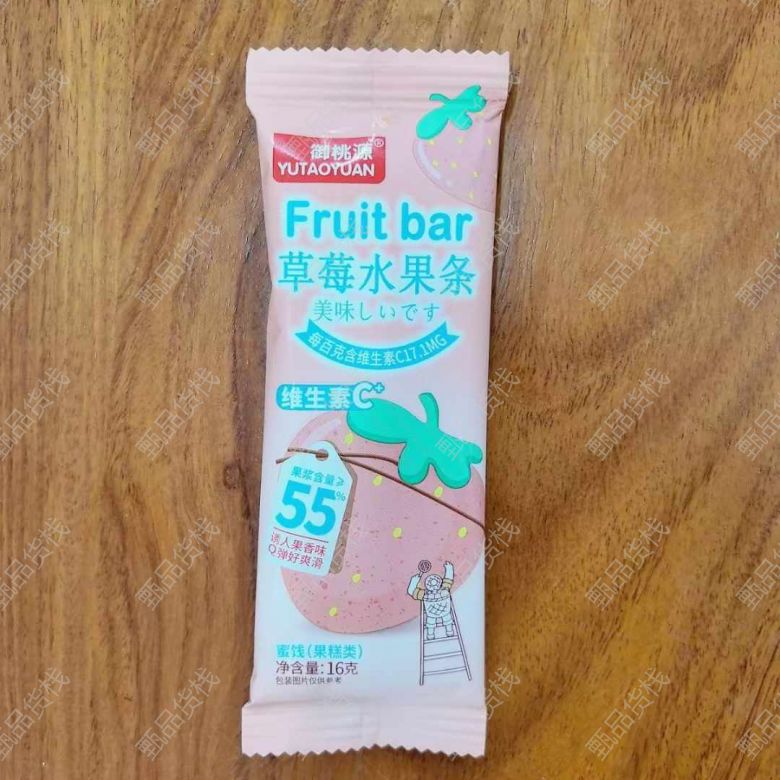 御桃源®
YUTAOYUAN
Fruit bar
草莓水果条
美味しいです
每百克含维生素C17.1MG
维生素C+
果浆含量≥
55%
诱人果香味
Q弹好爽滑
蜜饯(果糕类)
净含量:16克
包装图片仅供参考
甄品货栈